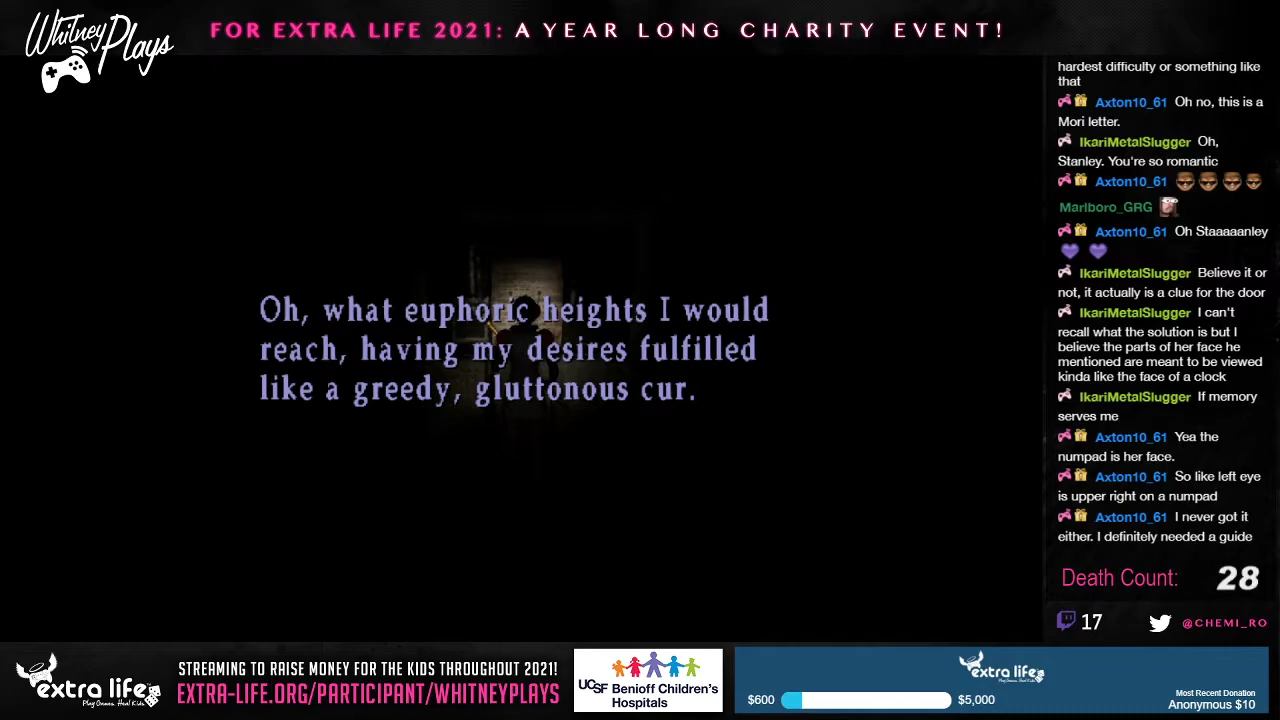 Whitney Plays
FOR EXTRA LIFE 2021: A YEAR LONG CHARITY EVENT!
hardest difficulty or something like
that
Axton10_61 Oh no, this is a
Mori letter.
IkariMetalSlugger Oh,
Stanley. You're so romantic
Axton10_61
Marlboro_GRG
Axton10_61 Oh Staaaaanley
IkariMetalSlugger Believe it or
not, it actually is a clue for the door
IkariMetalSlugger I can't
recall what the solution is but I
believe the parts of her face he
mentioned are meant to be viewed
kinda like the face of a clock
IkariMetalSlugger If memory
serves me
Axton10_61 Yea the
numpad is her face.
Axton10_61 So like left eye
is upper right on a numpad
Axton10_61 I never got it
either. I definitely needed a guide
Oh, what euphoric heights I would
reach, having my desires fulfilled
like a greedy, gluttonous cur.
Death Count: 28
17
@CHEMI_RO
extra life
Play Games. Heal Kids.
STREAMING TO RAISE MONEY FOR THE KIDS THROUGHOUT 2021!
EXTRA-LIFE.ORG/PARTICIPANT/WHITNEYPLAYS
UCSF Benioff Children's
Hospitals
extra life
$600
$5,000
Most Recent Donation
Anonymous $10